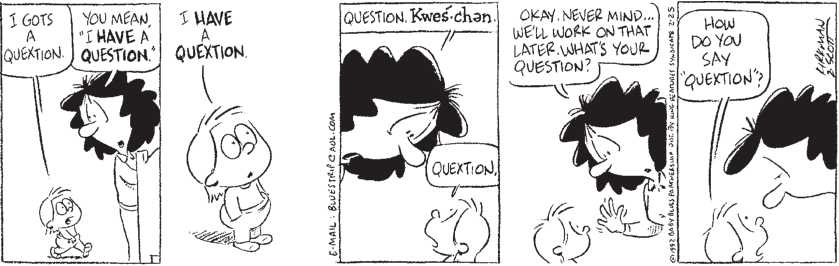 I GOTS
A
QUEXTION.
YOU MEAN,
"I HAVE A
QUESTION."
I HAVE
A
QUEXTION.
QUESTION. Kwes´·chən.
QUEXTION.
E-MAIL: BLUESTRIP@AOL.COM
OKAY. NEVER MIND...
WE'LL WORK ON THAT
LATER. WHAT'S YOUR
QUESTION?
©1992 BABY BLUES PARTNERSHIP DIST. BY KING FEATURES SYNDICATE 2-25
HOW
DO YOU
SAY
"QUEXTION"?
KIRKMAN
& SCOTT